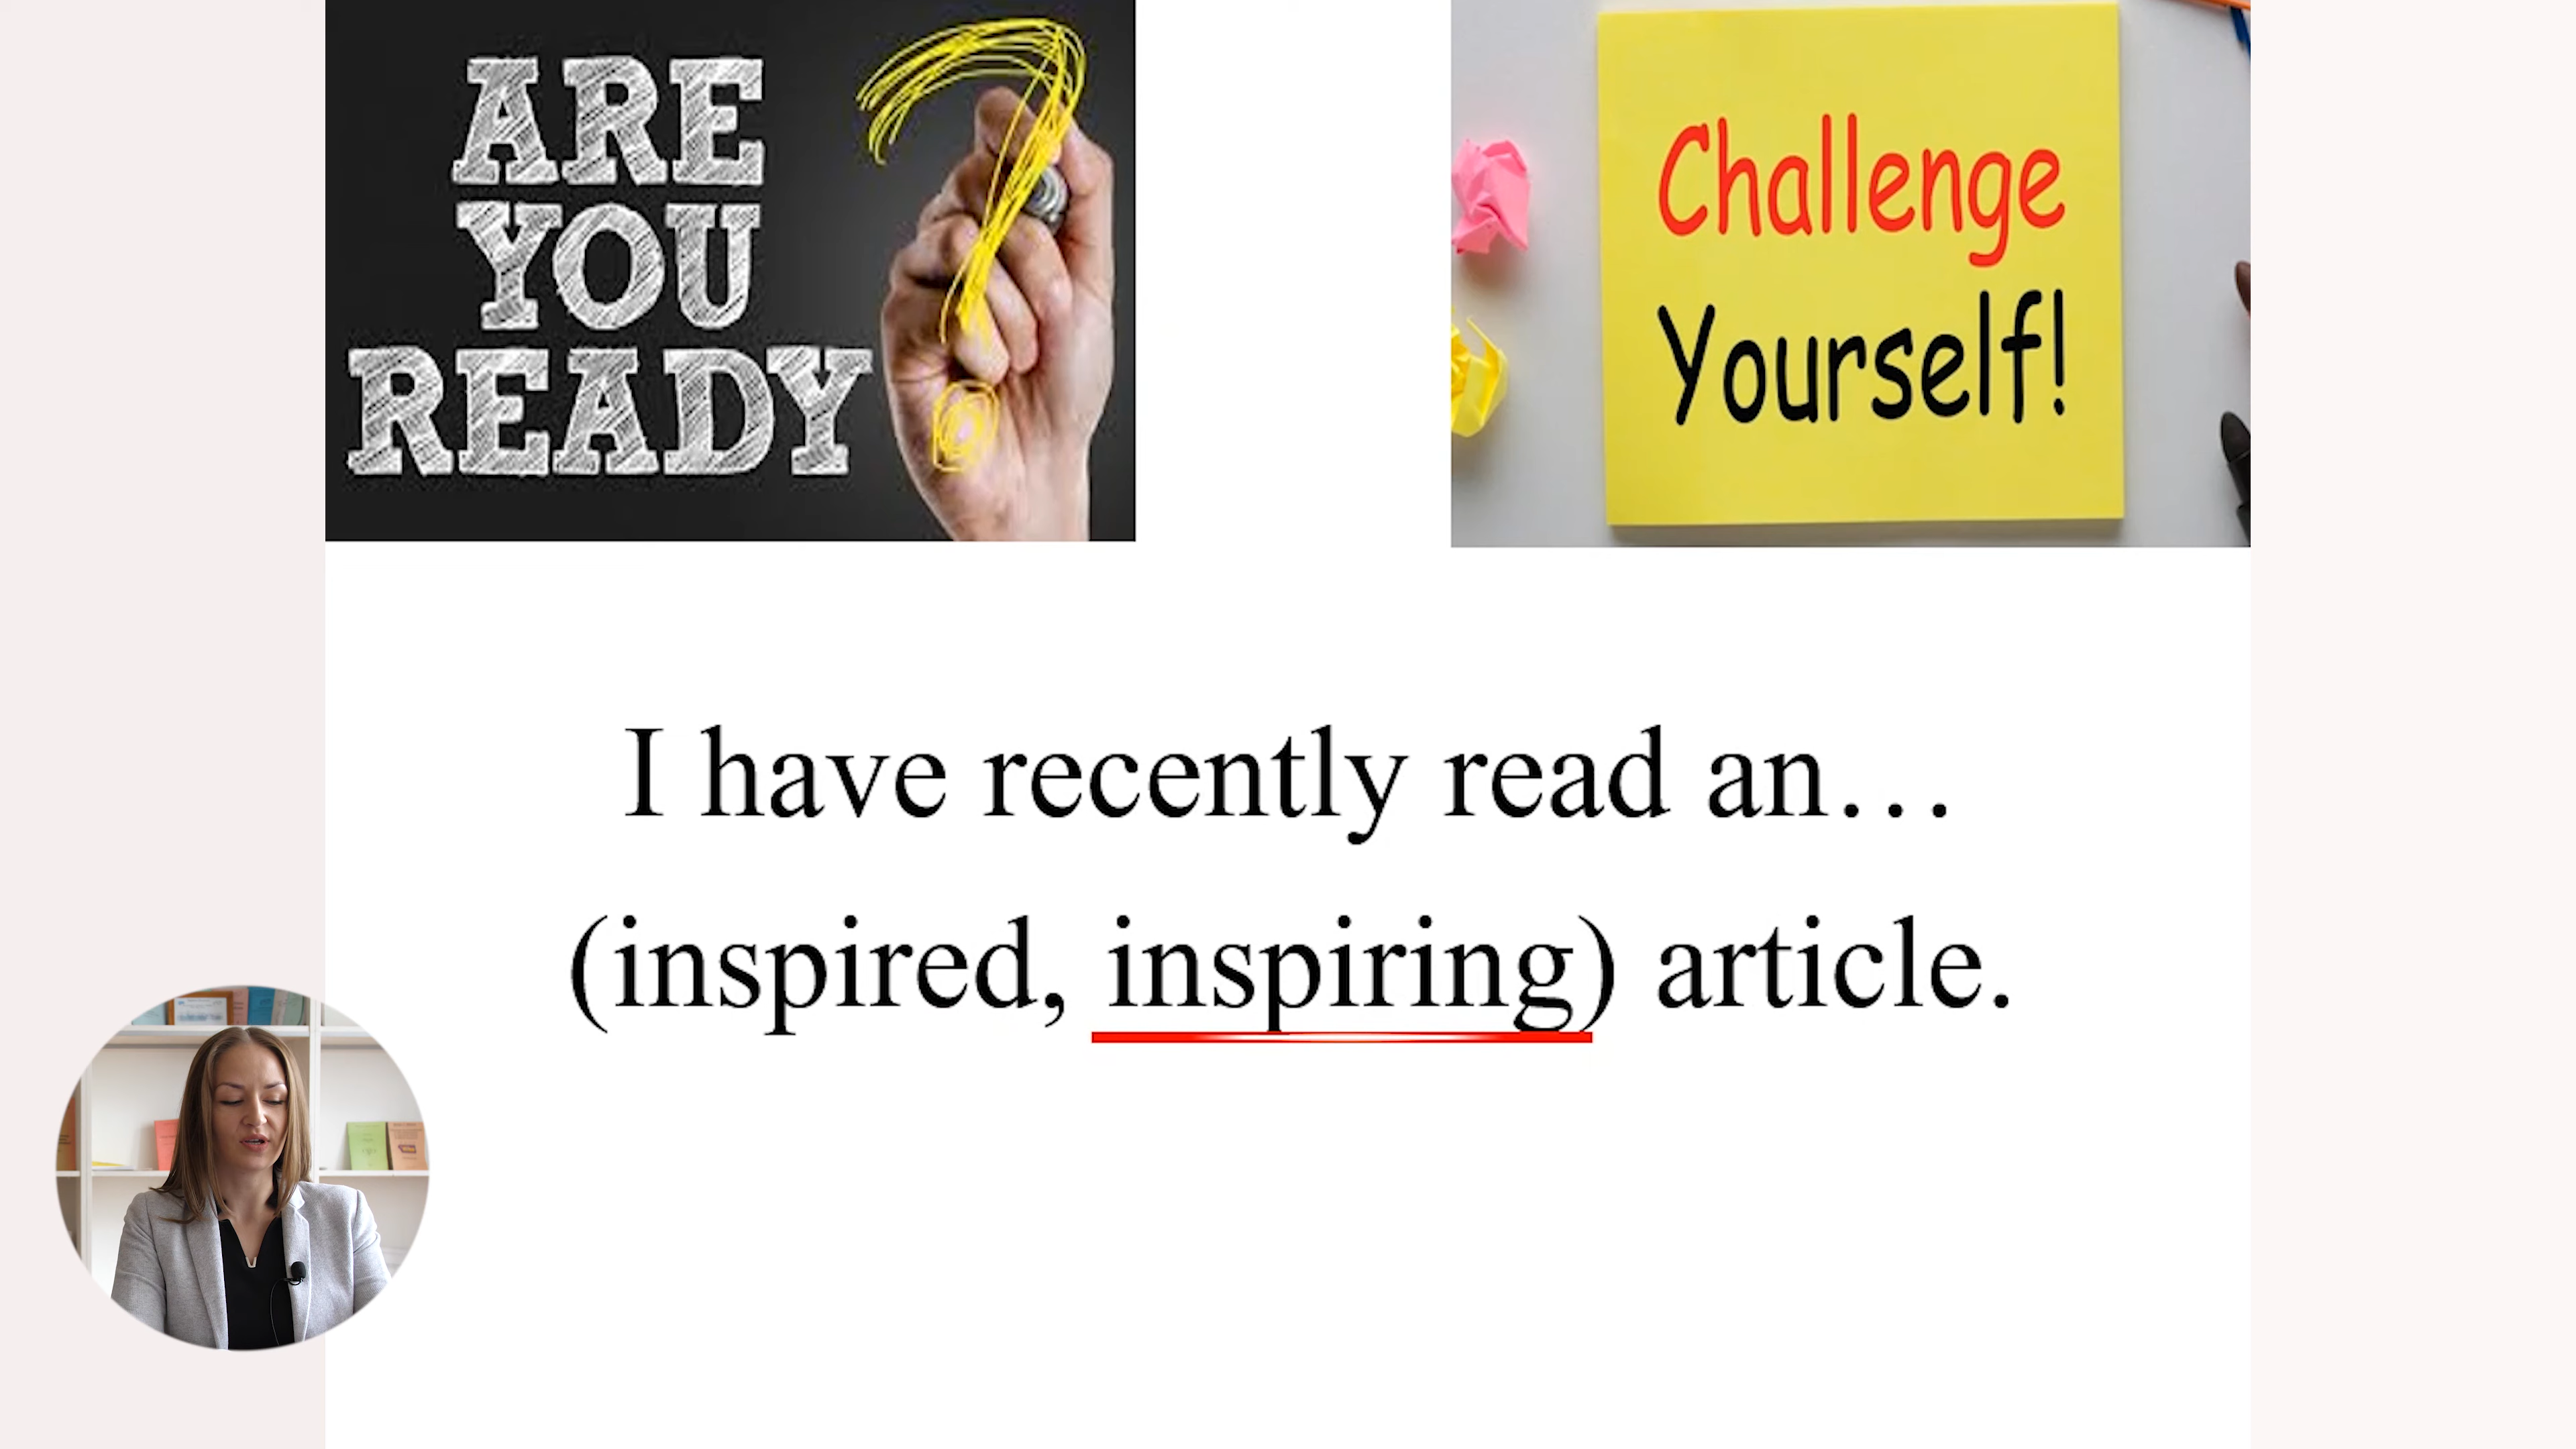 ARE
YOU
READY
?
Challenge
Yourself!
I have recently read an…
(inspired, inspiring) article.